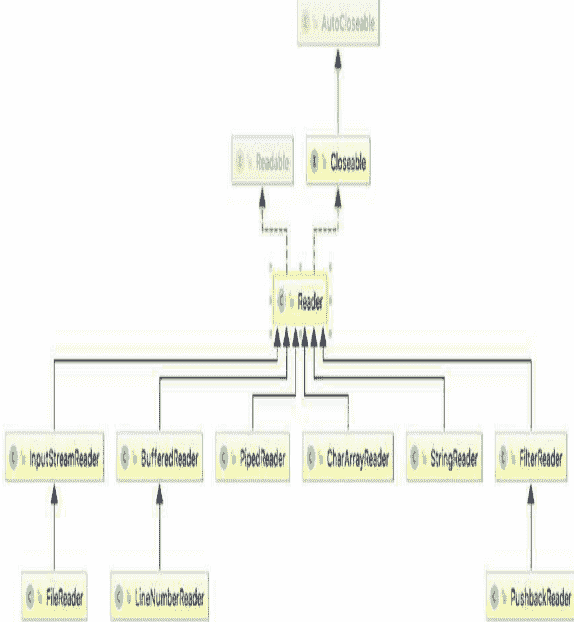 AutoCloseable
Readable
Closeable
Reader
InputStreamReader
BufferedReader
PipedReader
CharArrayReader
StringReader
FilterReader
FileReader
LineNumberReader
PushbackReader